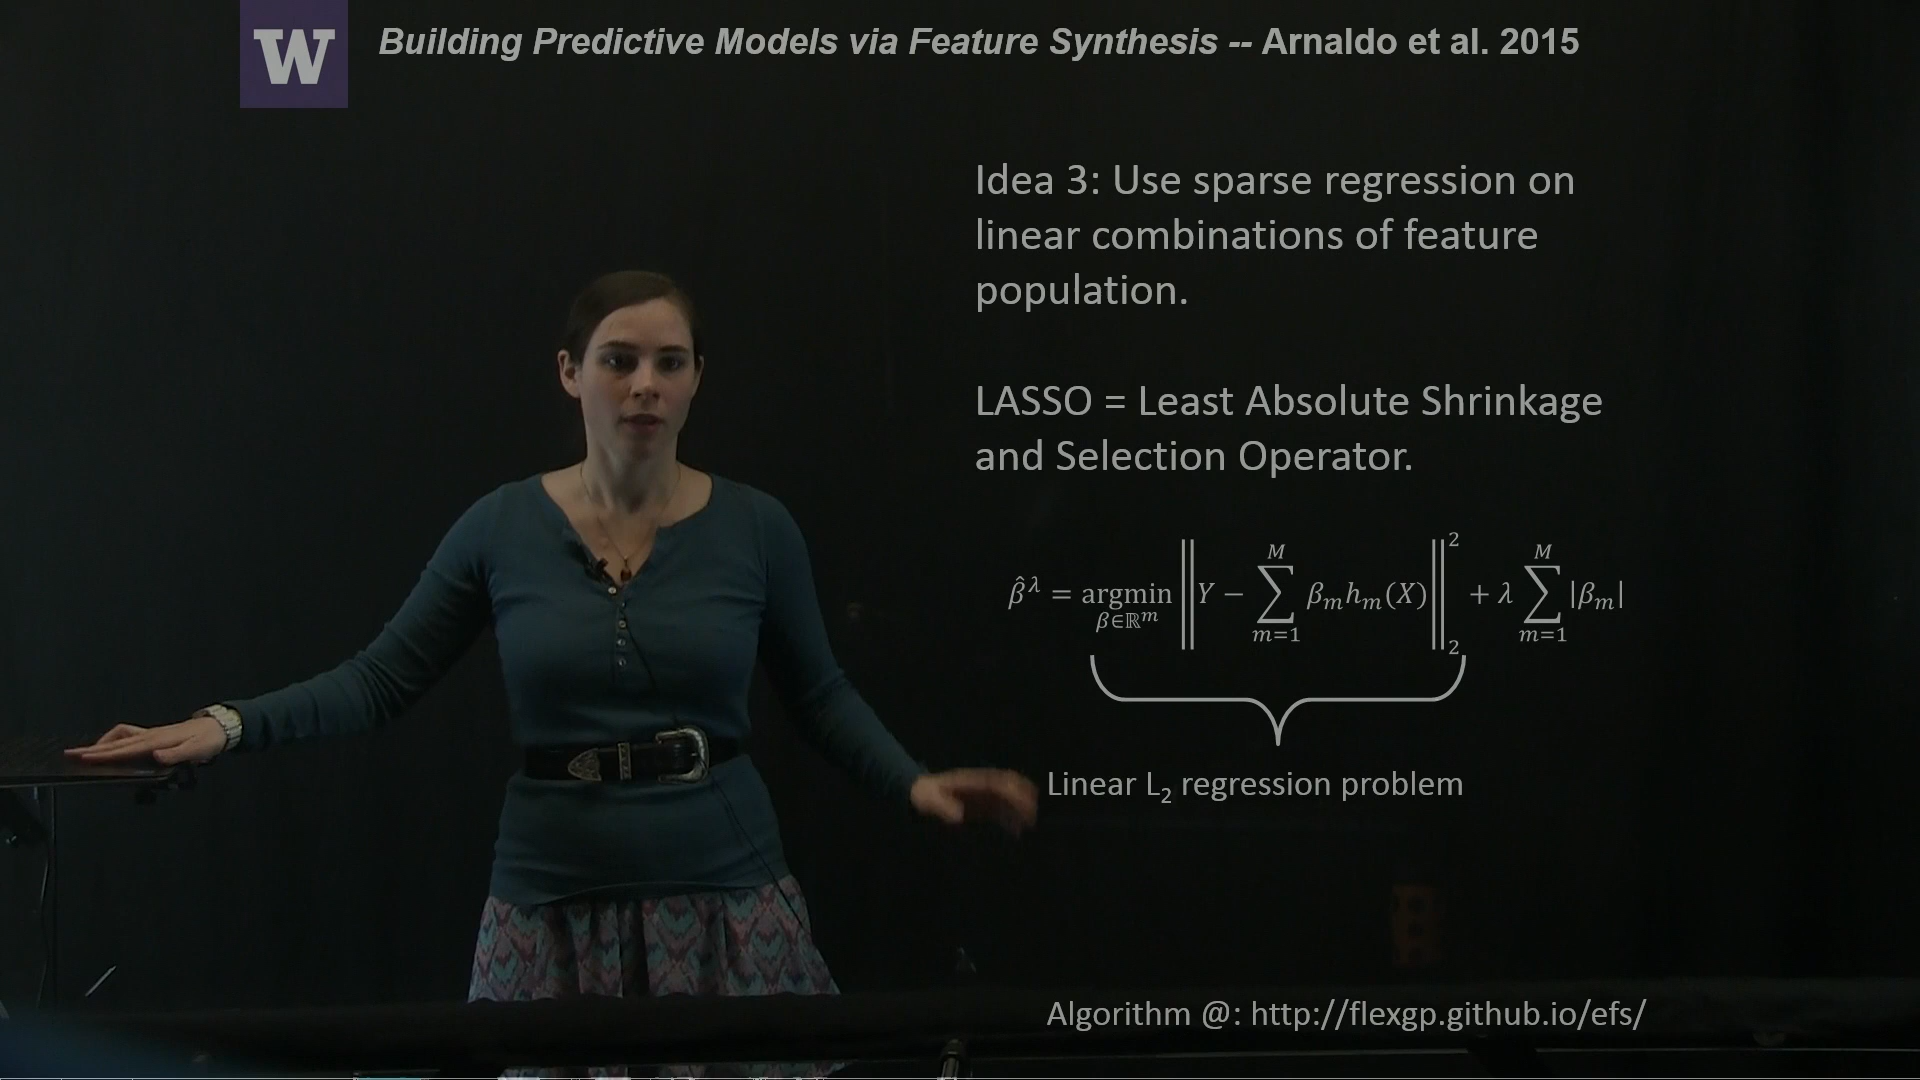 W
Building Predictive Models via Feature Synthesis -- Arnaldo et al. 2015
Idea 3: Use sparse regression on
linear combinations of feature
population.
LASSO = Least Absolute Shrinkage
and Selection Operator.
β̂^λ = argmin_{β∈ℝ^m} ‖Y − ∑_{m=1}^{M} β_m h_m(X)‖_2^2 + λ ∑_{m=1}^{M} |β_m|
Linear L₂ regression problem
Algorithm @: http://flexgp.github.io/efs/